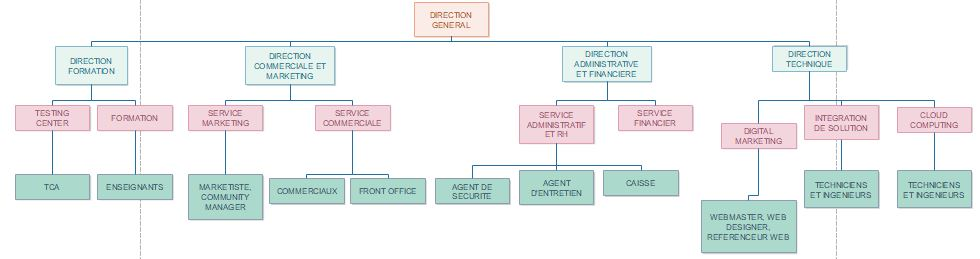 DIRECTION
GENERAL
DIRECTION
FORMATION
DIRECTION
COMMERCIALE ET
MARKETING
DIRECTION
ADMINISTRATIVE
ET FINANCIERE
DIRECTION
TECHNIQUE
TESTING
CENTER
FORMATION
SERVICE
MARKETING
SERVICE
COMMERCIALE
SERVICE
ADMINISTRATIF
ET RH
SERVICE
FINANCIER
DIGITAL
MARKETING
INTEGRATION
DE SOLUTION
CLOUD
COMPUTING
TCA
ENSEIGNANTS
MARKETISTE,
COMMUNITY
MANAGER
COMMERCIAUX
FRONT OFFICE
AGENT DE
SECURITE
AGENT
D'ENTRETIEN
CAISSE
WEBMASTER, WEB
DESIGNER,
REFERENCEUR WEB
TECHNICIENS
ET INGENIEURS
TECHNICIENS
ET INGENIEURS